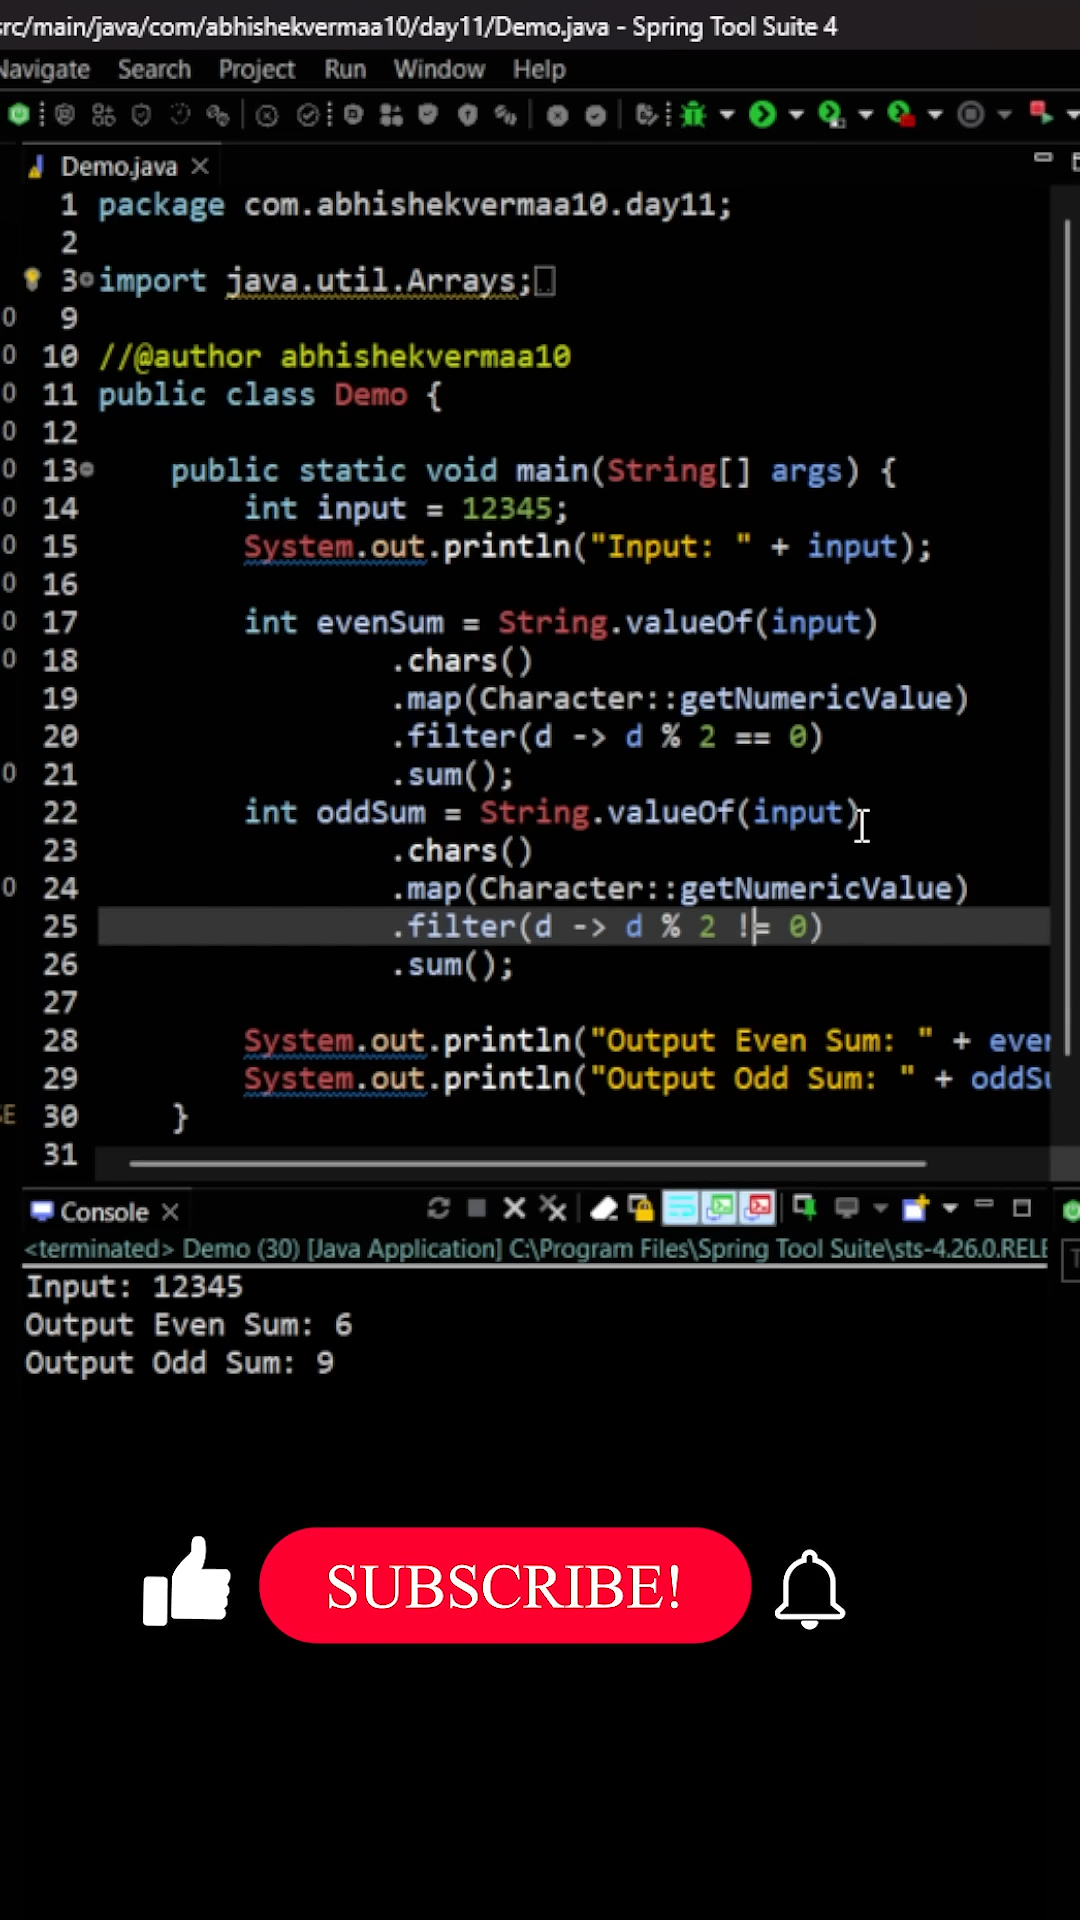 src/main/java/com/abhishekvermaa10/day11/Demo.java - Spring Tool Suite 4
Navigate Search Project Run Window Help
Demo.java
1 package com.abhishekvermaa10.day11;
2
3 import java.util.Arrays;
9
10 //@author abhishekvermaa10
11 public class Demo {
12
13 public static void main(String[] args) {
14 int input = 12345;
15 System.out.println("Input: " + input);
16
17 int evenSum = String.valueOf(input)
18 .chars()
19 .map(Character::getNumericValue)
20 .filter(d -> d % 2 == 0)
21 .sum();
22 int oddSum = String.valueOf(input)
23 .chars()
24 .map(Character::getNumericValue)
25 .filter(d -> d % 2 != 0)
26 .sum();
27
28 System.out.println("Output Even Sum: " + even
29 System.out.println("Output Odd Sum: " + oddSu
30 }
31
Console
<terminated> Demo (30) [Java Application] C:\Program Files\Spring Tool Suite\sts-4.26.0.RELE
Input: 12345
Output Even Sum: 6
Output Odd Sum: 9
SUBSCRIBE!